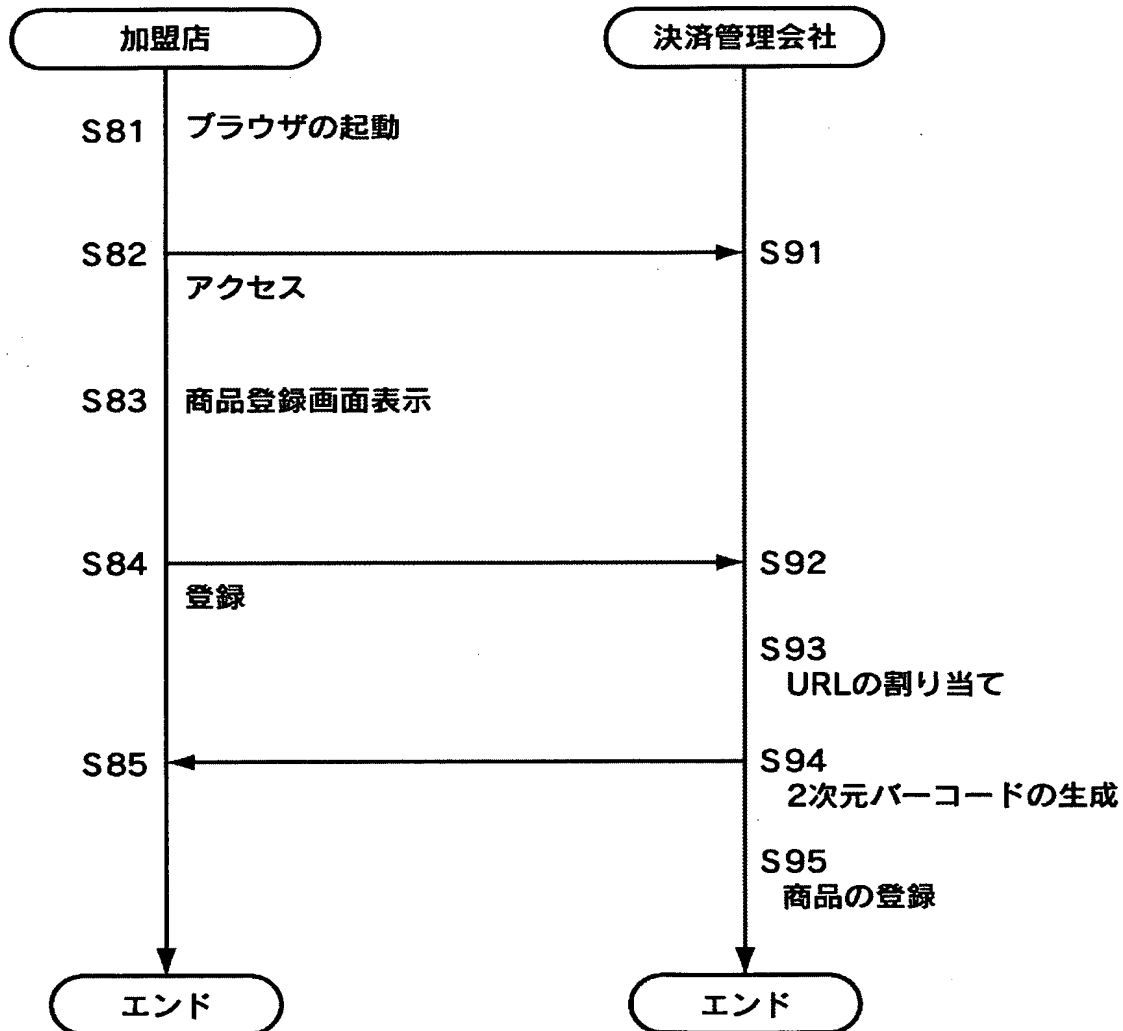 加盟店
決済管理会社
S81 ブラウザの起動
S82
S91
アクセス
S83 商品登録画面表示
S84
S92
登録
S93
URLの割り当て
S85
S94
2次元バーコードの生成
S95
商品の登録
エンド
エンド